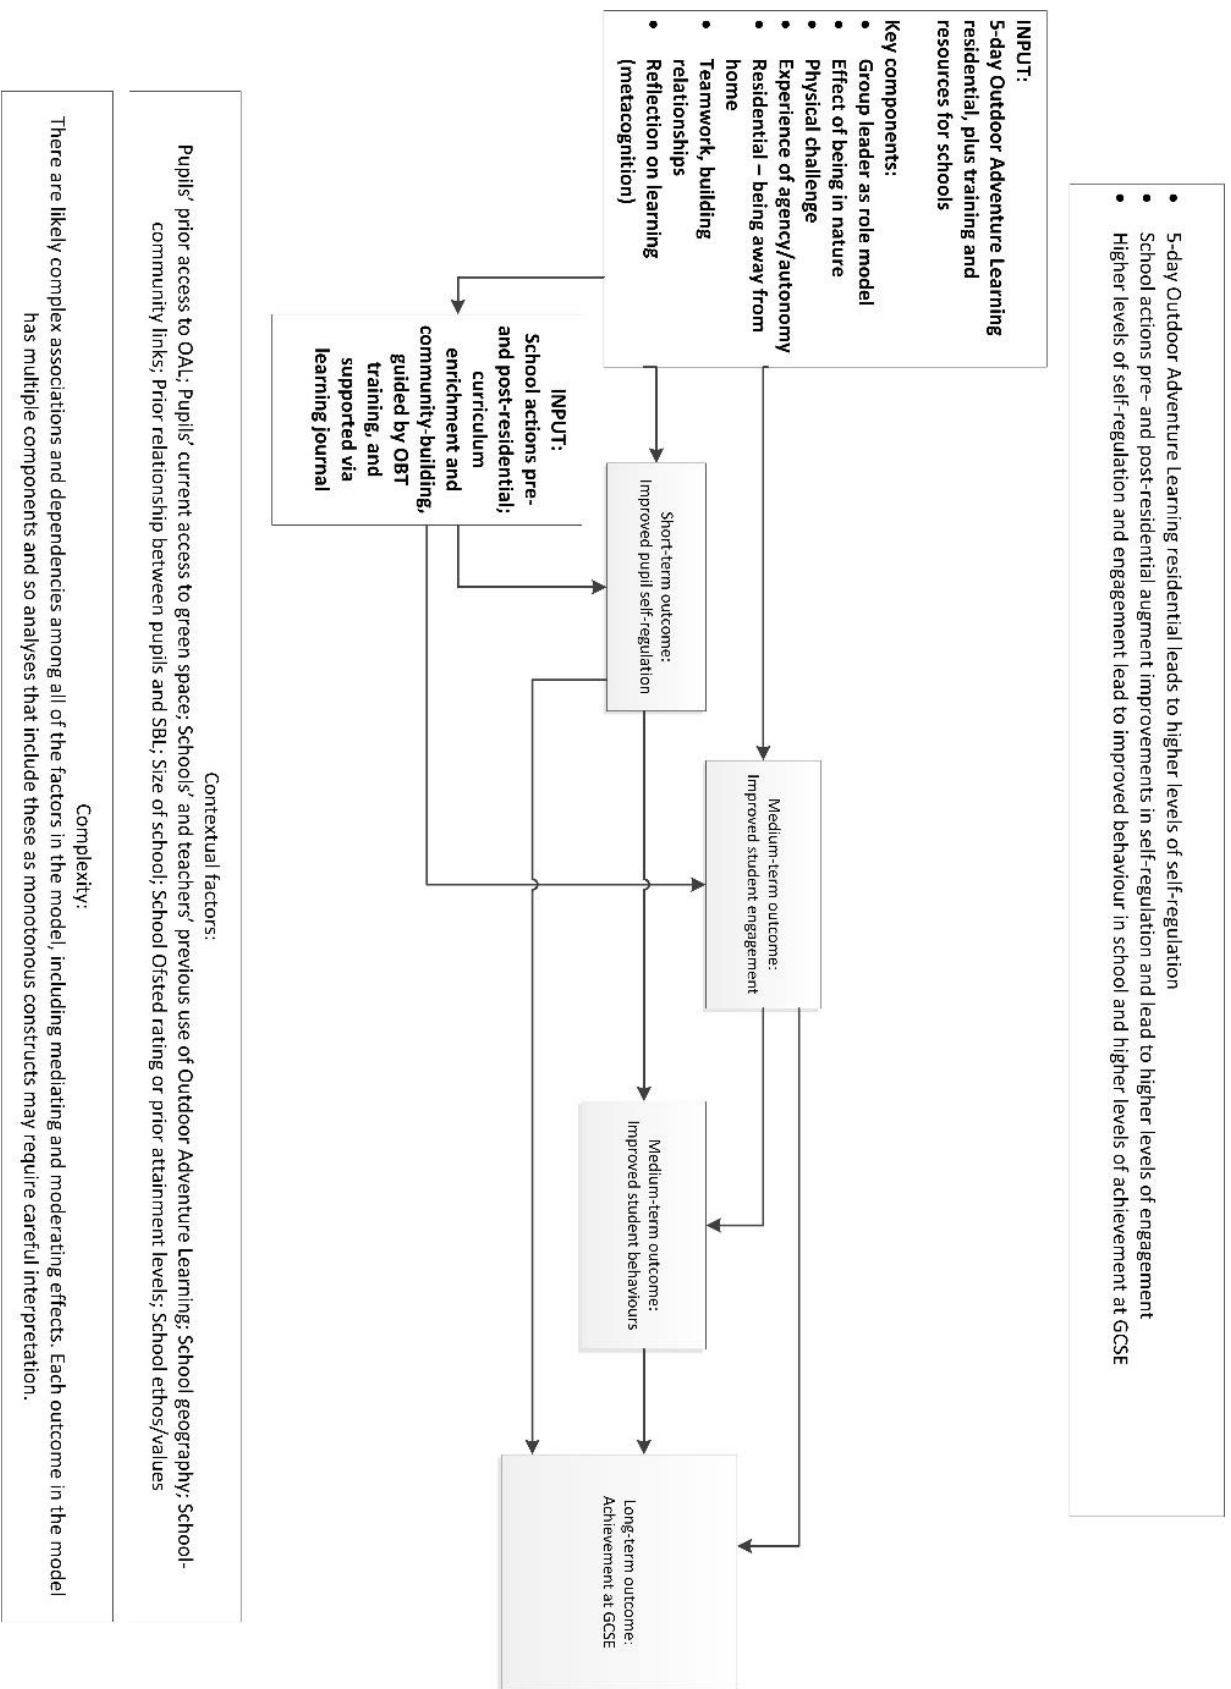 5-day Outdoor Adventure Learning residential leads to higher levels of self-regulation
School actions pre- and post-residential augment improvements in self-regulation and lead to higher levels of engagement
Higher levels of self-regulation and engagement lead to improved behaviour in school and higher levels of achievement at GCSE
INPUT:
5-day Outdoor Adventure Learning
residential, plus training and
resources for schools
Key components:
Group leader as role model
Effect of being in nature
Physical challenge
Experience of agency/autonomy
Residential – being away from
home
Teamwork, building
relationships
Reflection on learning
(metacognition)
INPUT:
School actions pre-
and post-residential;
curriculum
enrichment and
community-building,
guided by OBT
training, and
supported via
learning journal
Short-term outcome:
Improved pupil self-regulation
Medium-term outcome:
Improved student engagement
Medium-term outcome:
Improved student behaviours
Long-term outcome:
Achievement at GCSE
Contextual factors:
Pupils’ prior access to OAL; Pupils’ current access to green space; Schools’ and teachers’ previous use of Outdoor Adventure Learning; School geography; School-
community links; Prior relationship between pupils and SBL; Size of school; School Ofsted rating or prior attainment levels; School ethos/values
Complexity:
There are likely complex associations and dependencies among all of the factors in the model, including mediating and moderating effects. Each outcome in the model
has multiple components and so analyses that include these as monotonous constructs may require careful interpretation.